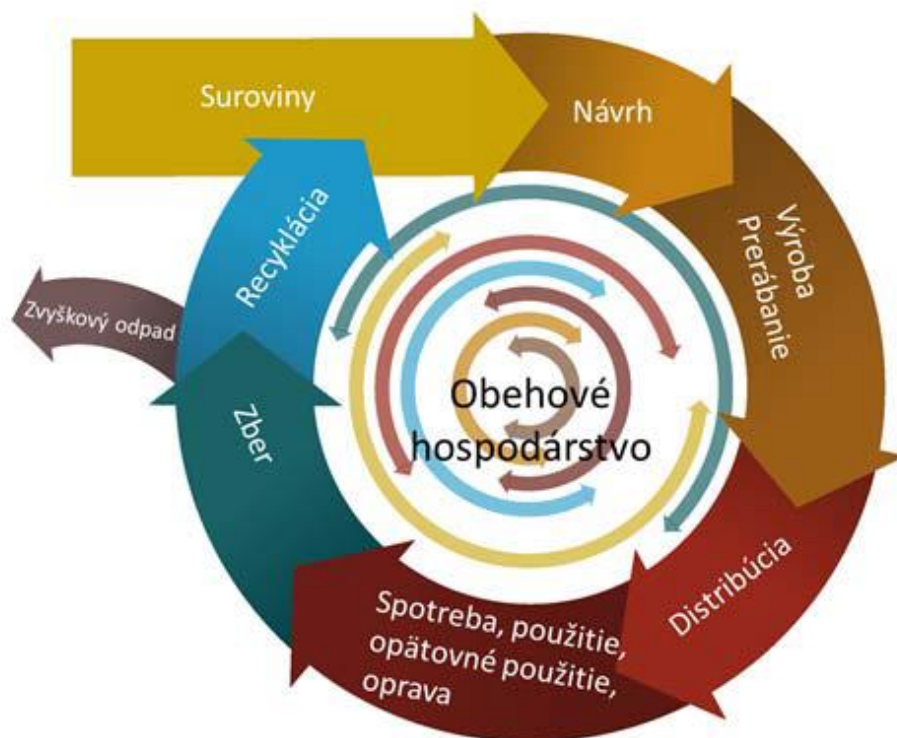 Suroviny
Návrh
Výroba
Prerábanie
Distribúcia
Spotreba, použitie,
opätovné použitie,
oprava
Zber
Recyklácia
Zvyškový odpad
Obehové
hospodárstvo